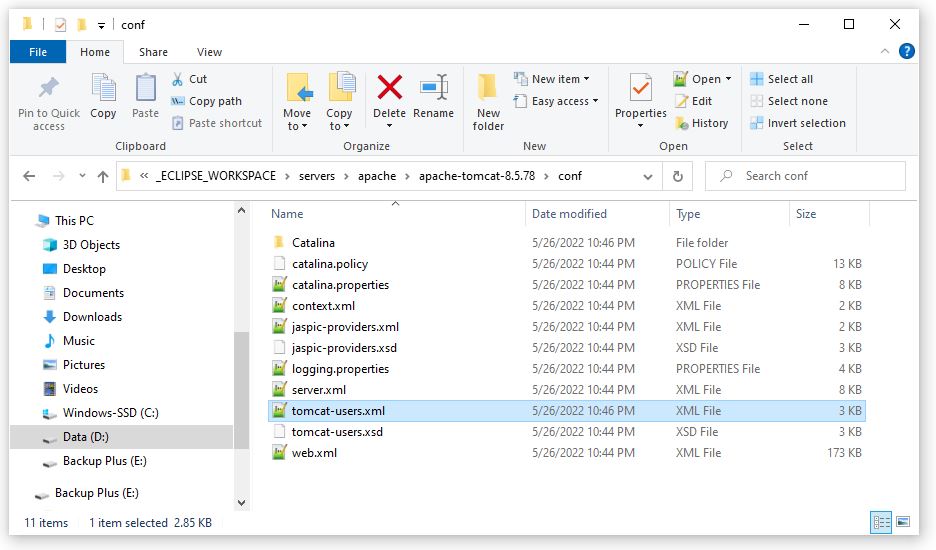 conf
File Home Share View
Pin to Quick access
Copy
Paste
Cut
Copy path
Paste shortcut
Clipboard
Move to
Copy to
Delete
Rename
Organize
New folder
New item
Easy access
New
Properties
Open
Edit
History
Open
Select all
Select none
Invert selection
Select
« _ECLIPSE_WORKSPACE › servers › apache › apache-tomcat-8.5.78 › conf
Search conf
This PC
3D Objects
Desktop
Documents
Downloads
Music
Pictures
Videos
Windows-SSD (C:)
Data (D:)
Backup Plus (E:)
Backup Plus (E:)
Name Date modified Type Size
Catalina 5/26/2022 10:46 PM File folder
catalina.policy 5/26/2022 10:44 PM POLICY File 13 KB
catalina.properties 5/26/2022 10:44 PM PROPERTIES File 8 KB
context.xml 5/26/2022 10:44 PM XML File 2 KB
jaspic-providers.xml 5/26/2022 10:44 PM XML File 2 KB
jaspic-providers.xsd 5/26/2022 10:44 PM XSD File 3 KB
logging.properties 5/26/2022 10:44 PM PROPERTIES File 4 KB
server.xml 5/26/2022 10:44 PM XML File 8 KB
tomcat-users.xml 5/26/2022 10:46 PM XML File 3 KB
tomcat-users.xsd 5/26/2022 10:44 PM XSD File 3 KB
web.xml 5/26/2022 10:44 PM XML File 173 KB
11 items 1 item selected 2.85 KB